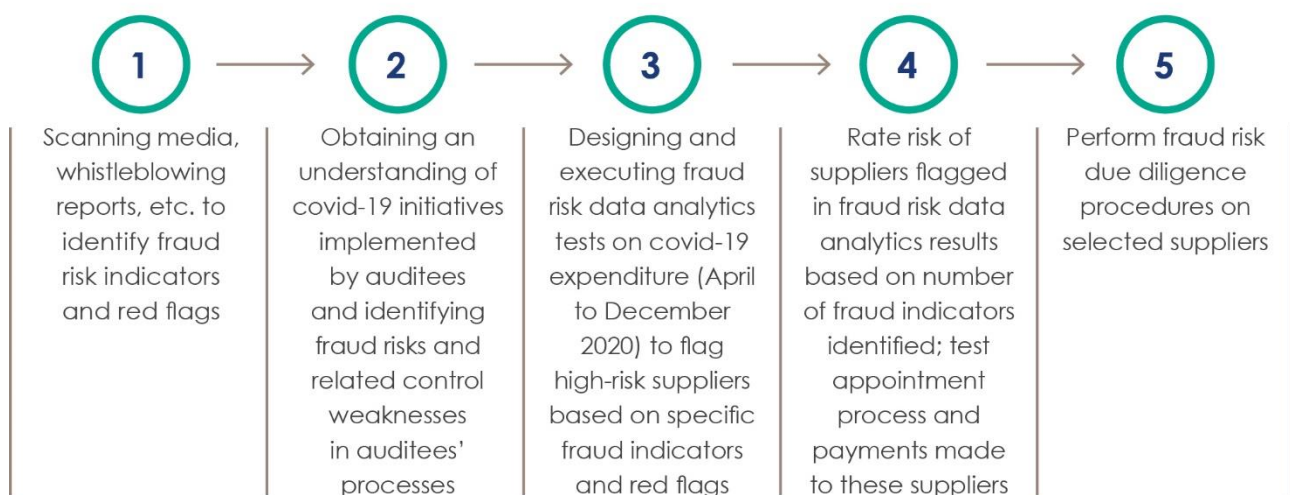 1
Scanning media,
whistleblowing
reports, etc. to
identify fraud
risk indicators
and red flags
2
Obtaining an
understanding of
covid-19 initiatives
implemented
by auditees
and identifying
fraud risks and
related control
weaknesses
in auditees’
processes
3
Designing and
executing fraud
risk data analytics
tests on covid-19
expenditure (April
to December
2020) to flag
high-risk suppliers
based on specific
fraud indicators
and red flags
4
Rate risk of
suppliers flagged
in fraud risk data
analytics results
based on number
of fraud indicators
identified; test
appointment
process and
payments made
to these suppliers
5
Perform fraud risk
due diligence
procedures on
selected suppliers